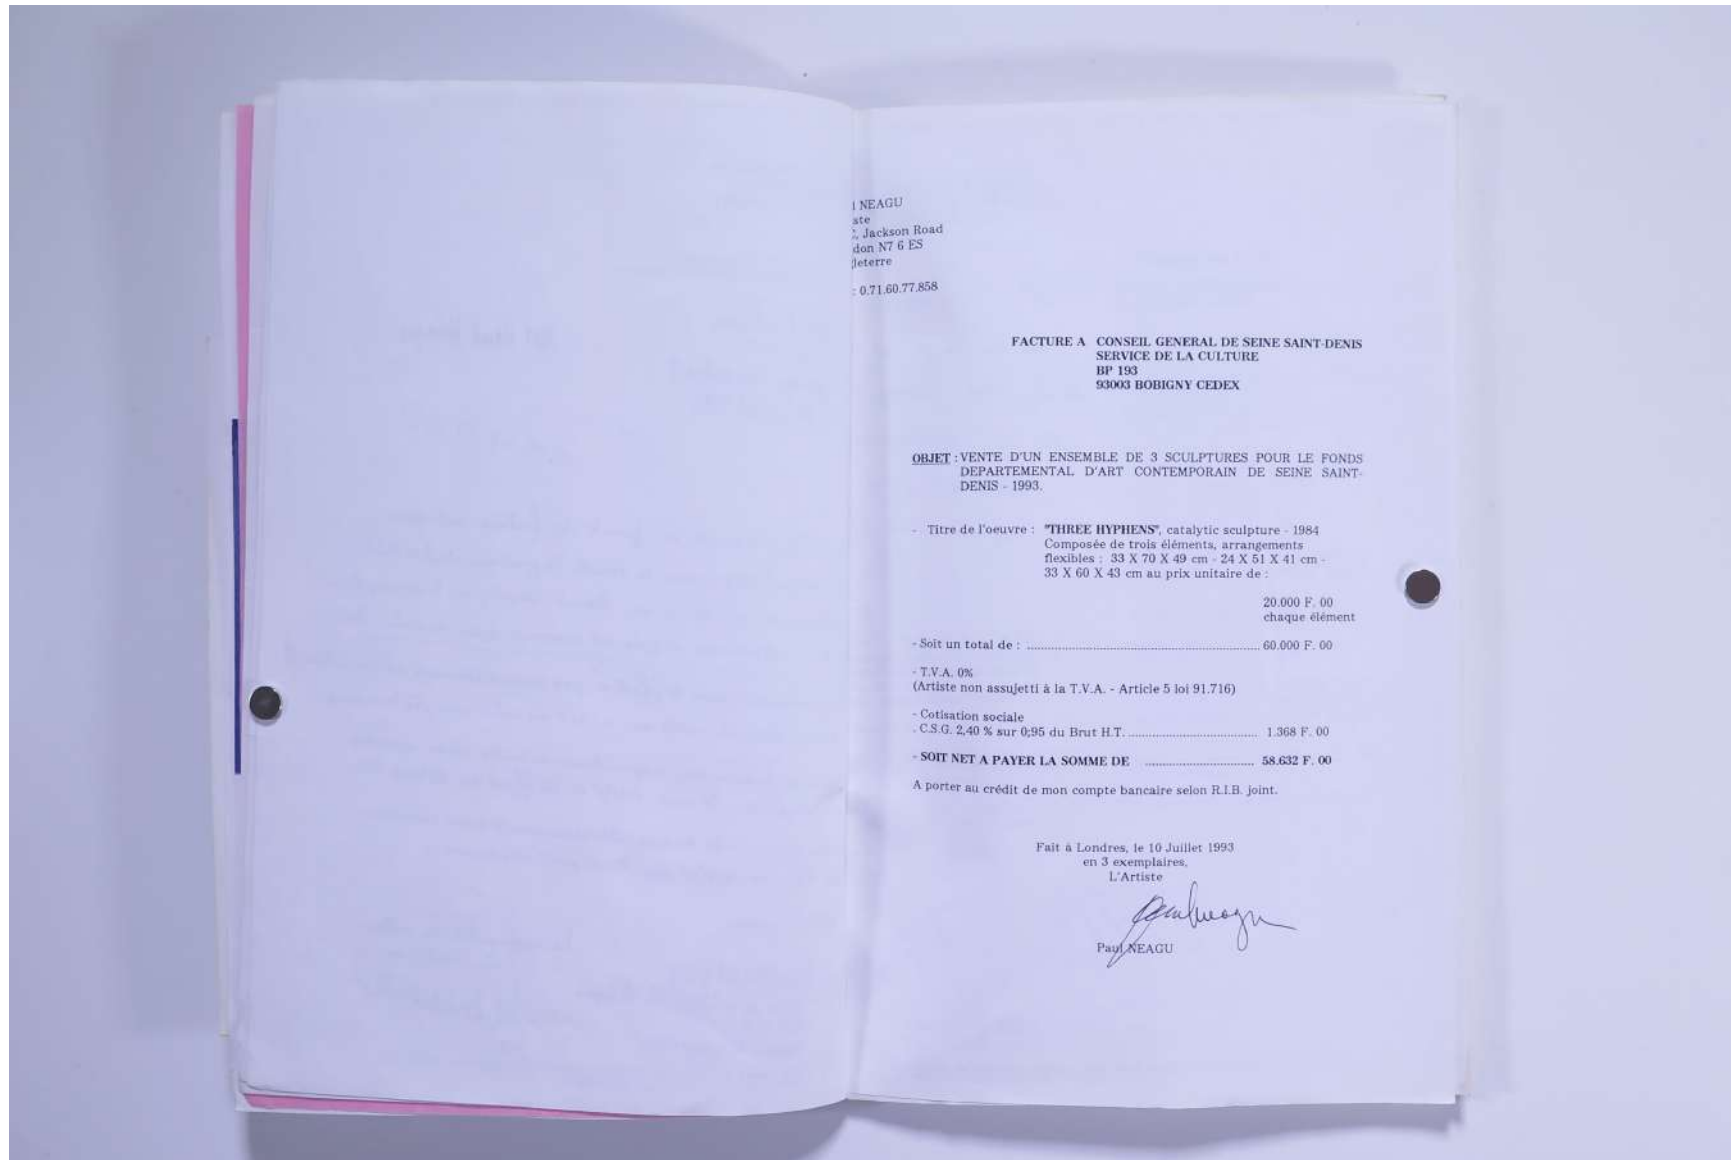 l NEAGU
ste
, Jackson Road
don N7 6 ES
gleterre
: 0.71.60.77.858
FACTURE A CONSEIL GENERAL DE SEINE SAINT-DENIS
SERVICE DE LA CULTURE
BP 193
93003 BOBIGNY CEDEX
OBJET : VENTE D'UN ENSEMBLE DE 3 SCULPTURES POUR LE FONDS
DEPARTEMENTAL D'ART CONTEMPORAIN DE SEINE SAINT-
DENIS - 1993.
- Titre de l'oeuvre : "THREE HYPHENS", catalytic sculpture - 1984
Composée de trois éléments, arrangements
flexibles : 33 X 70 X 49 cm - 24 X 51 X 41 cm -
33 X 60 X 43 cm au prix unitaire de :
20.000 F. 00
chaque élément
- Soit un total de : ........................................ 60.000 F. 00
- T.V.A. 0%
(Artiste non assujetti à la T.V.A. - Article 5 loi 91.716)
- Cotisation sociale
. C.S.G. 2,40 % sur 0;95 du Brut H.T. ........................ 1.368 F. 00
- SOIT NET A PAYER LA SOMME DE ........................ 58.632 F. 00
A porter au crédit de mon compte bancaire selon R.I.B. joint.
Fait à Londres, le 10 Juillet 1993
en 3 exemplaires,
L'Artiste
Paul NEAGU